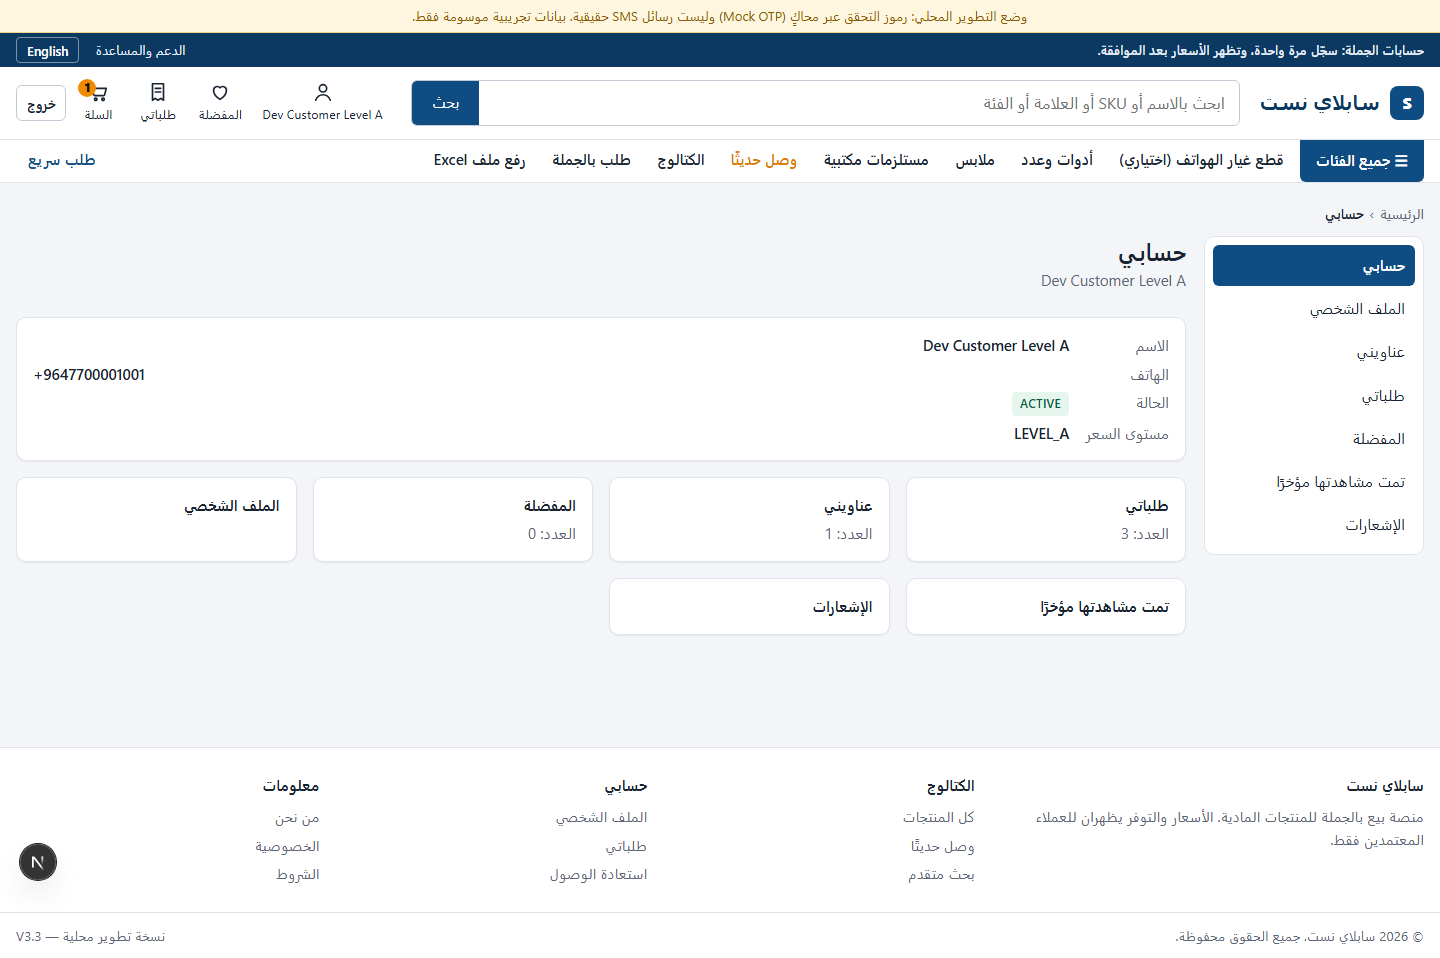 وضع التطوير المحلي: رموز التحقق عبر محاكٍ (Mock OTP) وليست رسائل SMS حقيقية. بيانات تجريبية موسومة فقط.
حسابات الجملة: سجّل مرة واحدة، وتظهر الأسعار بعد الموافقة.
الدعم والمساعدة
English
S
سابلاي نست
ابحث بالاسم أو SKU أو العلامة أو الفئة
بحث
Dev Customer Level A
المفضلة
طلباتي
1
السلة
خروج
☰ جميع الفئات
قطع غيار الهواتف (اختياري)
أدوات وعدد
ملابس
مستلزمات مكتبية
وصل حديثًا
الكتالوج
طلب بالجملة
رفع ملف Excel
طلب سريع
الرئيسية › حسابي
حسابي
الملف الشخصي
عناويني
طلباتي
المفضلة
تمت مشاهدتها مؤخرًا
الإشعارات
حسابي
Dev Customer Level A
الاسم Dev Customer Level A
الهاتف +9647700001001
الحالة ACTIVE
مستوى السعر LEVEL_A
طلباتي
العدد: 3
عناويني
العدد: 1
المفضلة
العدد: 0
الملف الشخصي
تمت مشاهدتها مؤخرًا
الإشعارات
سابلاي نست
منصة بيع بالجملة للمنتجات المادية. الأسعار والتوفر يظهران للعملاء
المعتمدين فقط.
الكتالوج
كل المنتجات
وصل حديثًا
بحث متقدم
حسابي
الملف الشخصي
طلباتي
استعادة الوصول
معلومات
من نحن
الخصوصية
الشروط
N
© 2026 سابلاي نست. جميع الحقوق محفوظة.
نسخة تطوير محلية — V3.3